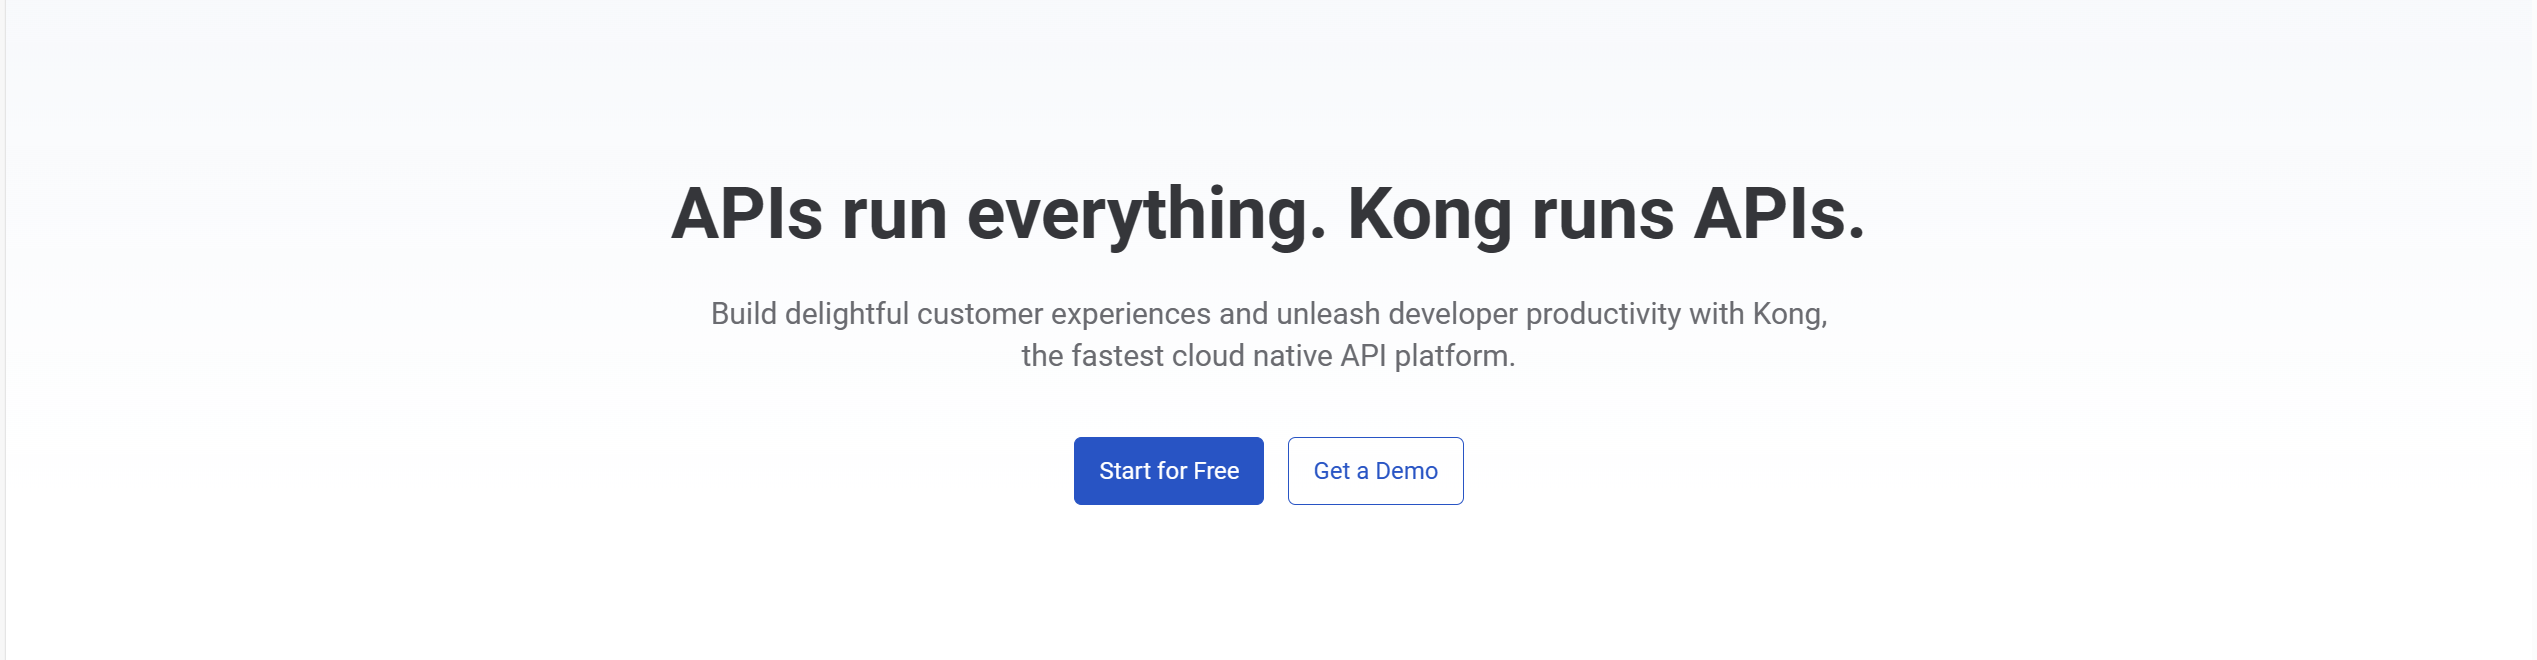 APIs run everything. Kong runs APIs.
Build delightful customer experiences and unleash developer productivity with Kong,
the fastest cloud native API platform.
Start for Free
Get a Demo